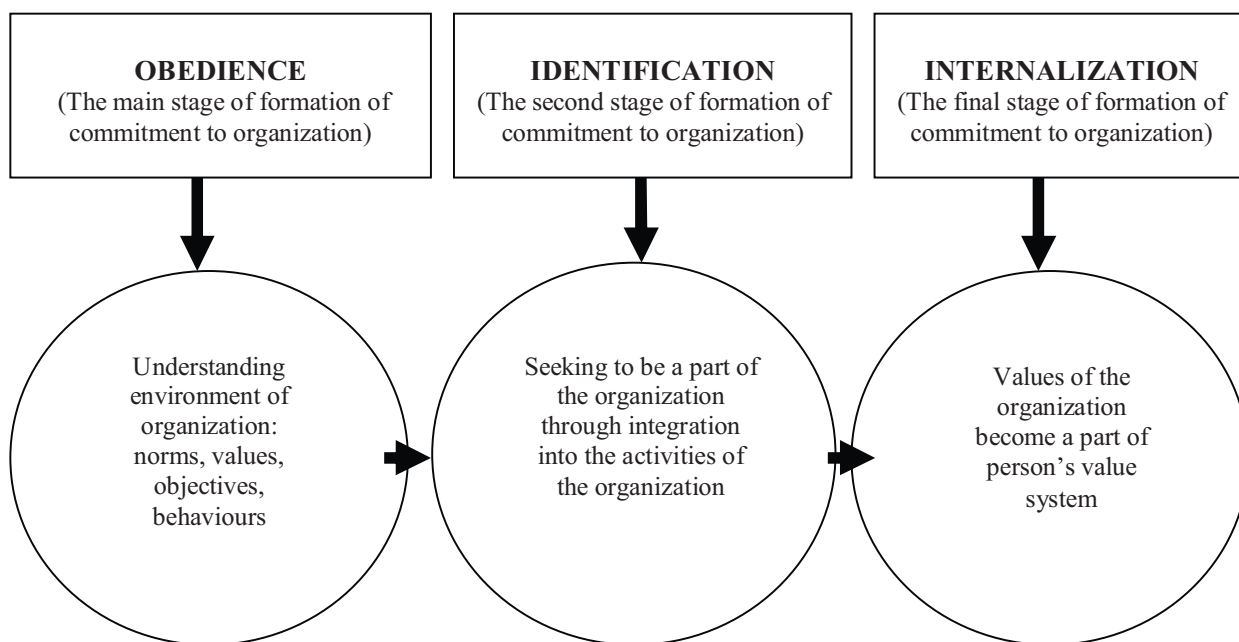 OBEDIENCE
(The main stage of formation of
commitment to organization)
IDENTIFICATION
(The second stage of formation of
commitment to organization)
INTERNALIZATION
(The final stage of formation of
commitment to organization)
Understanding
environment of
organization:
norms, values,
objectives,
behaviours
Seeking to be a part of
the organization
through integration
into the activities of
the organization
Values of the
organization
become a part of
person’s value
system